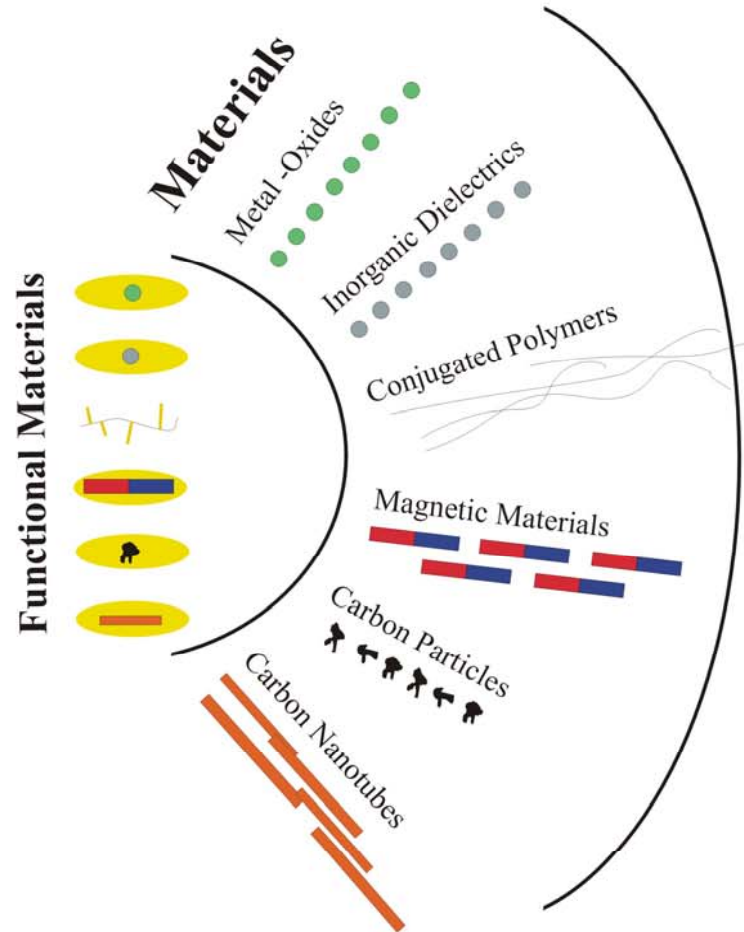 Materials
Metal -Oxides
Inorganic Dielectrics
Conjugated Polymers
Magnetic Materials
Carbon Particles
Carbon Nanotubes
Functional Materials